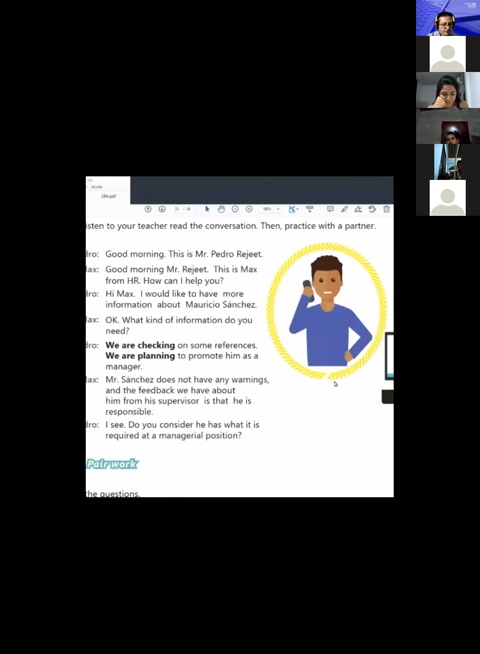 Ayuda
isten to your teacher read the conversation. Then, practice with a partner.
dro: Good morning. This is Mr. Pedro Rejeet.
Max: Good morning Mr. Rejeet. This is Max
from HR. How can I help you?
dro: Hi Max. I would like to have more
information about Mauricio Sánchez.
Max: OK. What kind of information do you
need?
dro: We are checking on some references.
We are planning to promote him as a
manager.
Max: Mr. Sánchez does not have any warnings,
and the feedback we have about
him from his supervisor is that he is
responsible.
dro: I see. Do you consider he has what it is
required at a managerial position?
Pair work
the questions.